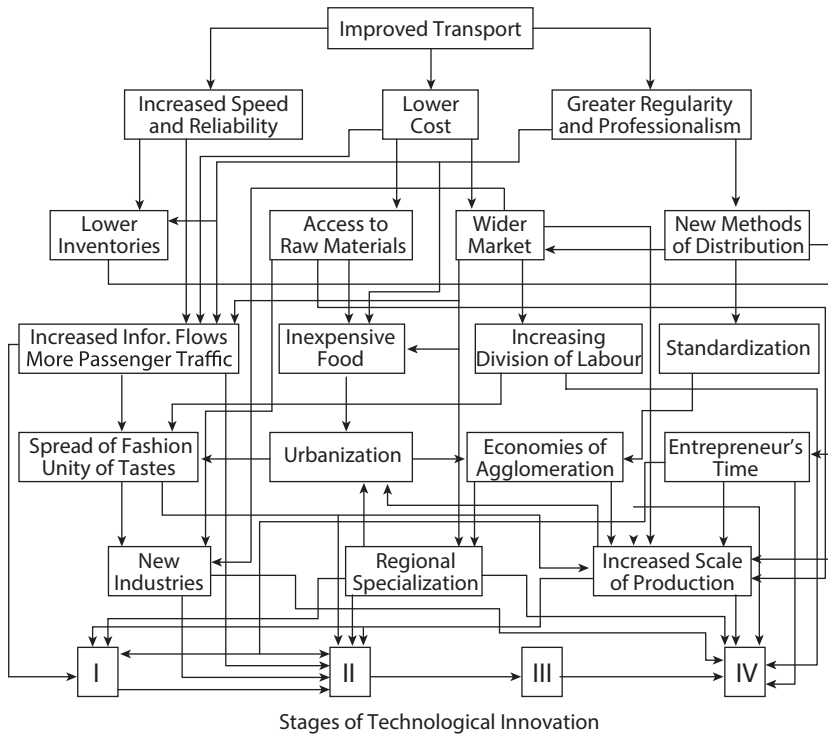 Improved Transport
Increased Speed
and Reliability
Lower
Cost
Greater Regularity
and Professionalism
Lower
Inventories
Access to
Raw Materials
Wider
Market
New Methods
of Distribution
Increased Infor. Flows
More Passenger Traffic
Inexpensive
Food
Increasing
Division of Labour
Standardization
Spread of Fashion
Unity of Tastes
Urbanization
Economies of
Agglomeration
Entrepreneur's
Time
New
Industries
Regional
Specialization
Increased Scale
of Production
I
II
III
IV
Stages of Technological Innovation